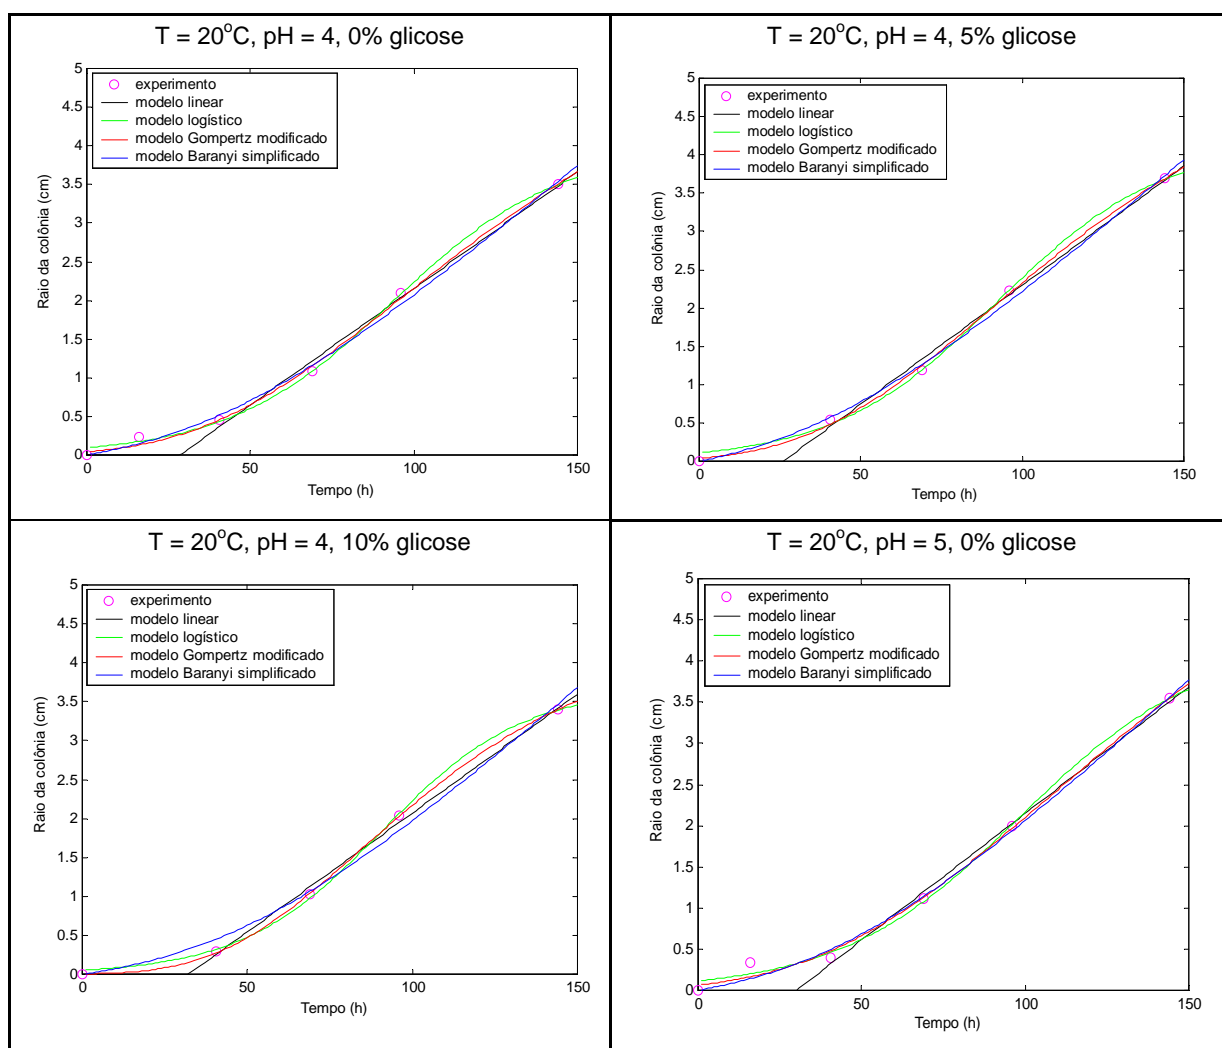 T = 20°C, pH = 4, 0% glicose
5
4.5
4
3.5
3
2.5
2
1.5
1
0.5
0
Raio da colônia (cm)
experimento
modelo linear
modelo logístico
modelo Gompertz modificado
modelo Baranyi simplificado
0 50 100 150
Tempo (h)
T = 20°C, pH = 4, 5% glicose
5
4.5
4
3.5
3
2.5
2
1.5
1
0.5
0
Raio da colônia (cm)
experimento
modelo linear
modelo logístico
modelo Gompertz modificado
modelo Baranyi simplificado
0 50 100 150
Tempo (h)
T = 20°C, pH = 4, 10% glicose
5
4.5
4
3.5
3
2.5
2
1.5
1
0.5
0
Raio da colônia (cm)
experimento
modelo linear
modelo logístico
modelo Gompertz modificado
modelo Baranyi simplificado
0 50 100 150
Tempo (h)
T = 20°C, pH = 5, 0% glicose
5
4.5
4
3.5
3
2.5
2
1.5
1
0.5
0
Raio da colônia (cm)
experimento
modelo linear
modelo logístico
modelo Gompertz modificado
modelo Baranyi simplificado
0 50 100 150
Tempo (h)